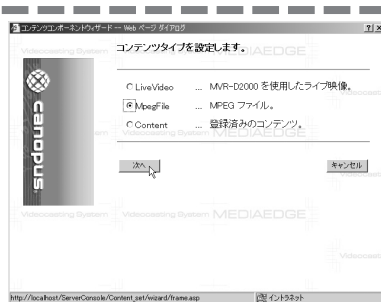 コンテンツコンポーネントウィザード -- Web ページ ダイアログ
コンテンツタイプを設定します。
Videocasting System MEDIAEDGE
LiveVideo ... MVR-D2000 を使用したライブ映像。
MpegFile ... MPEG ファイル。
Content ... 登録済みのコンテンツ。
canopus
次へ
キャンセル
Videocasting System MEDIAEDGE
http://localhost/ServerConsole/Content_set/wizard/frame.asp
イントラネット